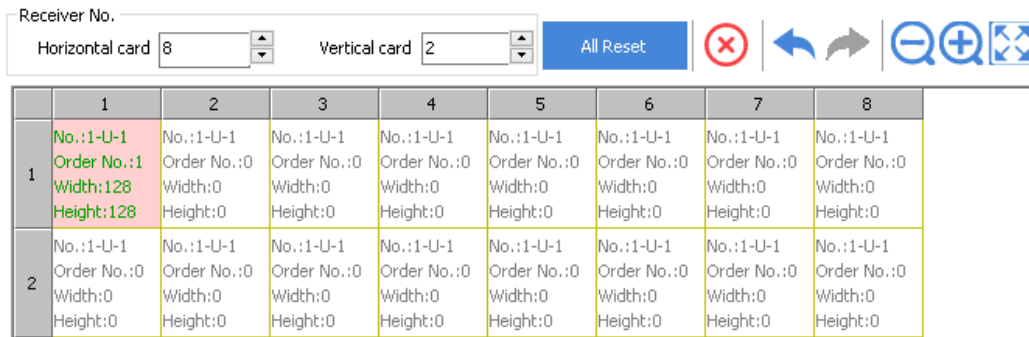 Receiver No.
Horizontal card 8 Vertical card 2 All Reset
1 2 3 4 5 6 7 8
No.:1-U-1 No.:1-U-1 No.:1-U-1 No.:1-U-1 No.:1-U-1 No.:1-U-1 No.:1-U-1 No.:1-U-1
1 Order No.:1 Order No.:0 Order No.:0 Order No.:0 Order No.:0 Order No.:0 Order No.:0 Order No.:0
Width:128 Width:0 Width:0 Width:0 Width:0 Width:0 Width:0 Width:0
Height:128 Height:0 Height:0 Height:0 Height:0 Height:0 Height:0 Height:0
No.:1-U-1 No.:1-U-1 No.:1-U-1 No.:1-U-1 No.:1-U-1 No.:1-U-1 No.:1-U-1 No.:1-U-1
2 Order No.:0 Order No.:0 Order No.:0 Order No.:0 Order No.:0 Order No.:0 Order No.:0 Order No.:0
Width:0 Width:0 Width:0 Width:0 Width:0 Width:0 Width:0 Width:0
Height:0 Height:0 Height:0 Height:0 Height:0 Height:0 Height:0 Height:0